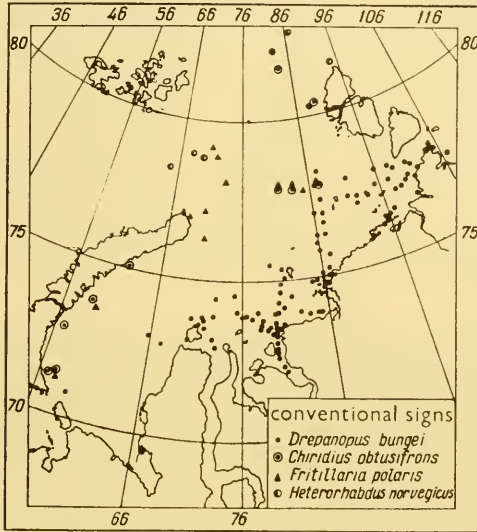 36 46 56 66 76 86 96 106 116
80 80
75 75
70
conventional signs
Drepanopus bungei
Chiridius obtusifrons
Fritillaria polaris
Heterorhabdus norvegicus
66 76